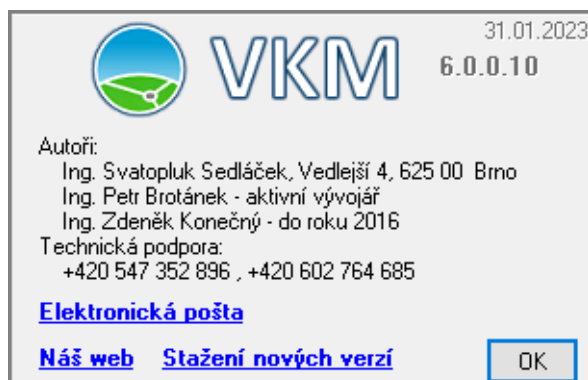 31.01.2023
VKM 6.0.0.10
Autoři:
Ing. Svatopluk Sedláček, Vedlejší 4, 625 00 Brno
Ing. Petr Brotánek - aktivní vývojář
Ing. Zdeněk Konečný - do roku 2016
Technická podpora:
+420 547 352 896 , +420 602 764 685
Elektronická pošta
Náš web Stažení nových verzí OK